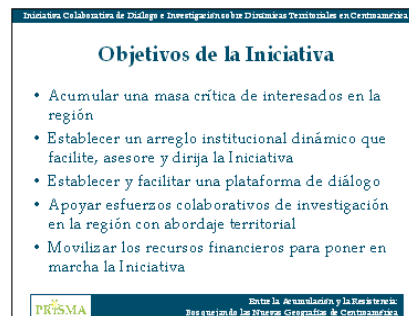 Iniciativa Colaborativa de Diálogo e Investigación sobre Dinámicas Territoriales en Centroamérica
Objetivos de la Iniciativa
• Acumular una masa crítica de interesados en la
región
• Establecer un arreglo institucional dinámico que
facilite, asesore y dirija la Iniciativa
• Establecer y facilitar una plataforma de diálogo
• Apoyar esfuerzos colaborativos de investigación
en la región con abordaje territorial
• Movilizar los recursos financieros para poner en
marcha la Iniciativa
PRISMA
Entre la Acumulación y la Resistencia:
Bosquejando las Nuevas Geografías de Centroamérica